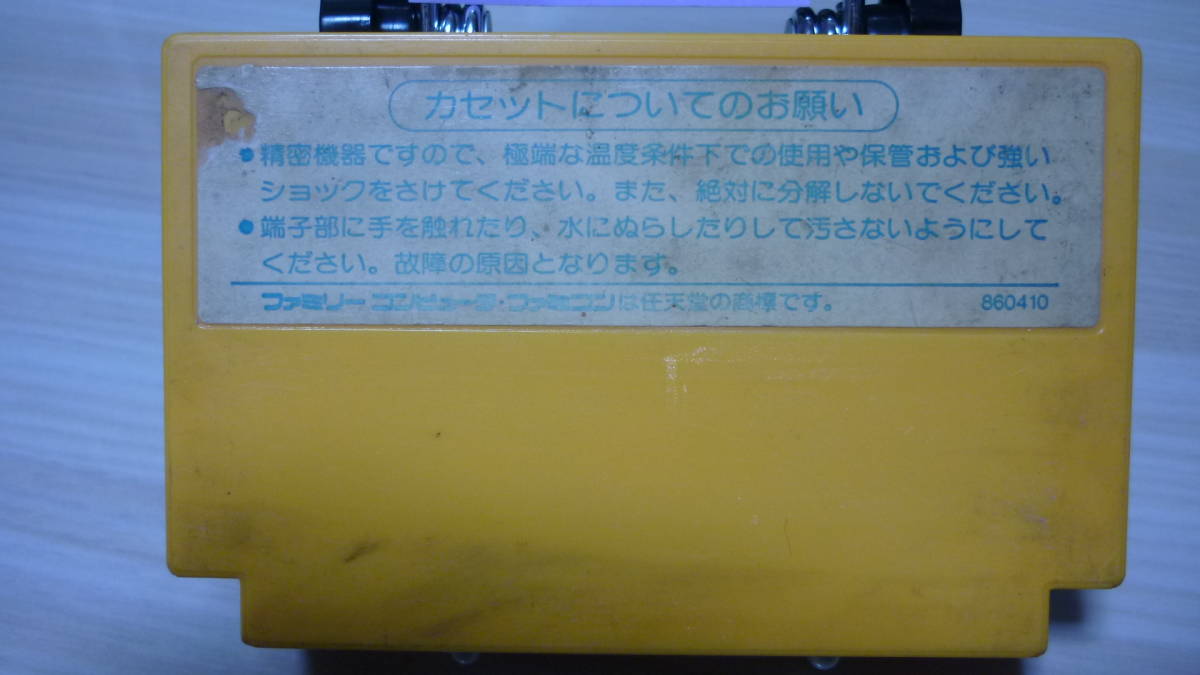 カセットについてのお願い
●精密機器ですので、極端な温度条件下での使用や保管および強い
ショックをさけてください。また、絶対に分解しないでください。
●端子部に手を触れたり、水にぬらしたりして汚さないようにして
ください。故障の原因となります。
ファミリーコンピュータ・ファミコンは任天堂の商標です。 860410